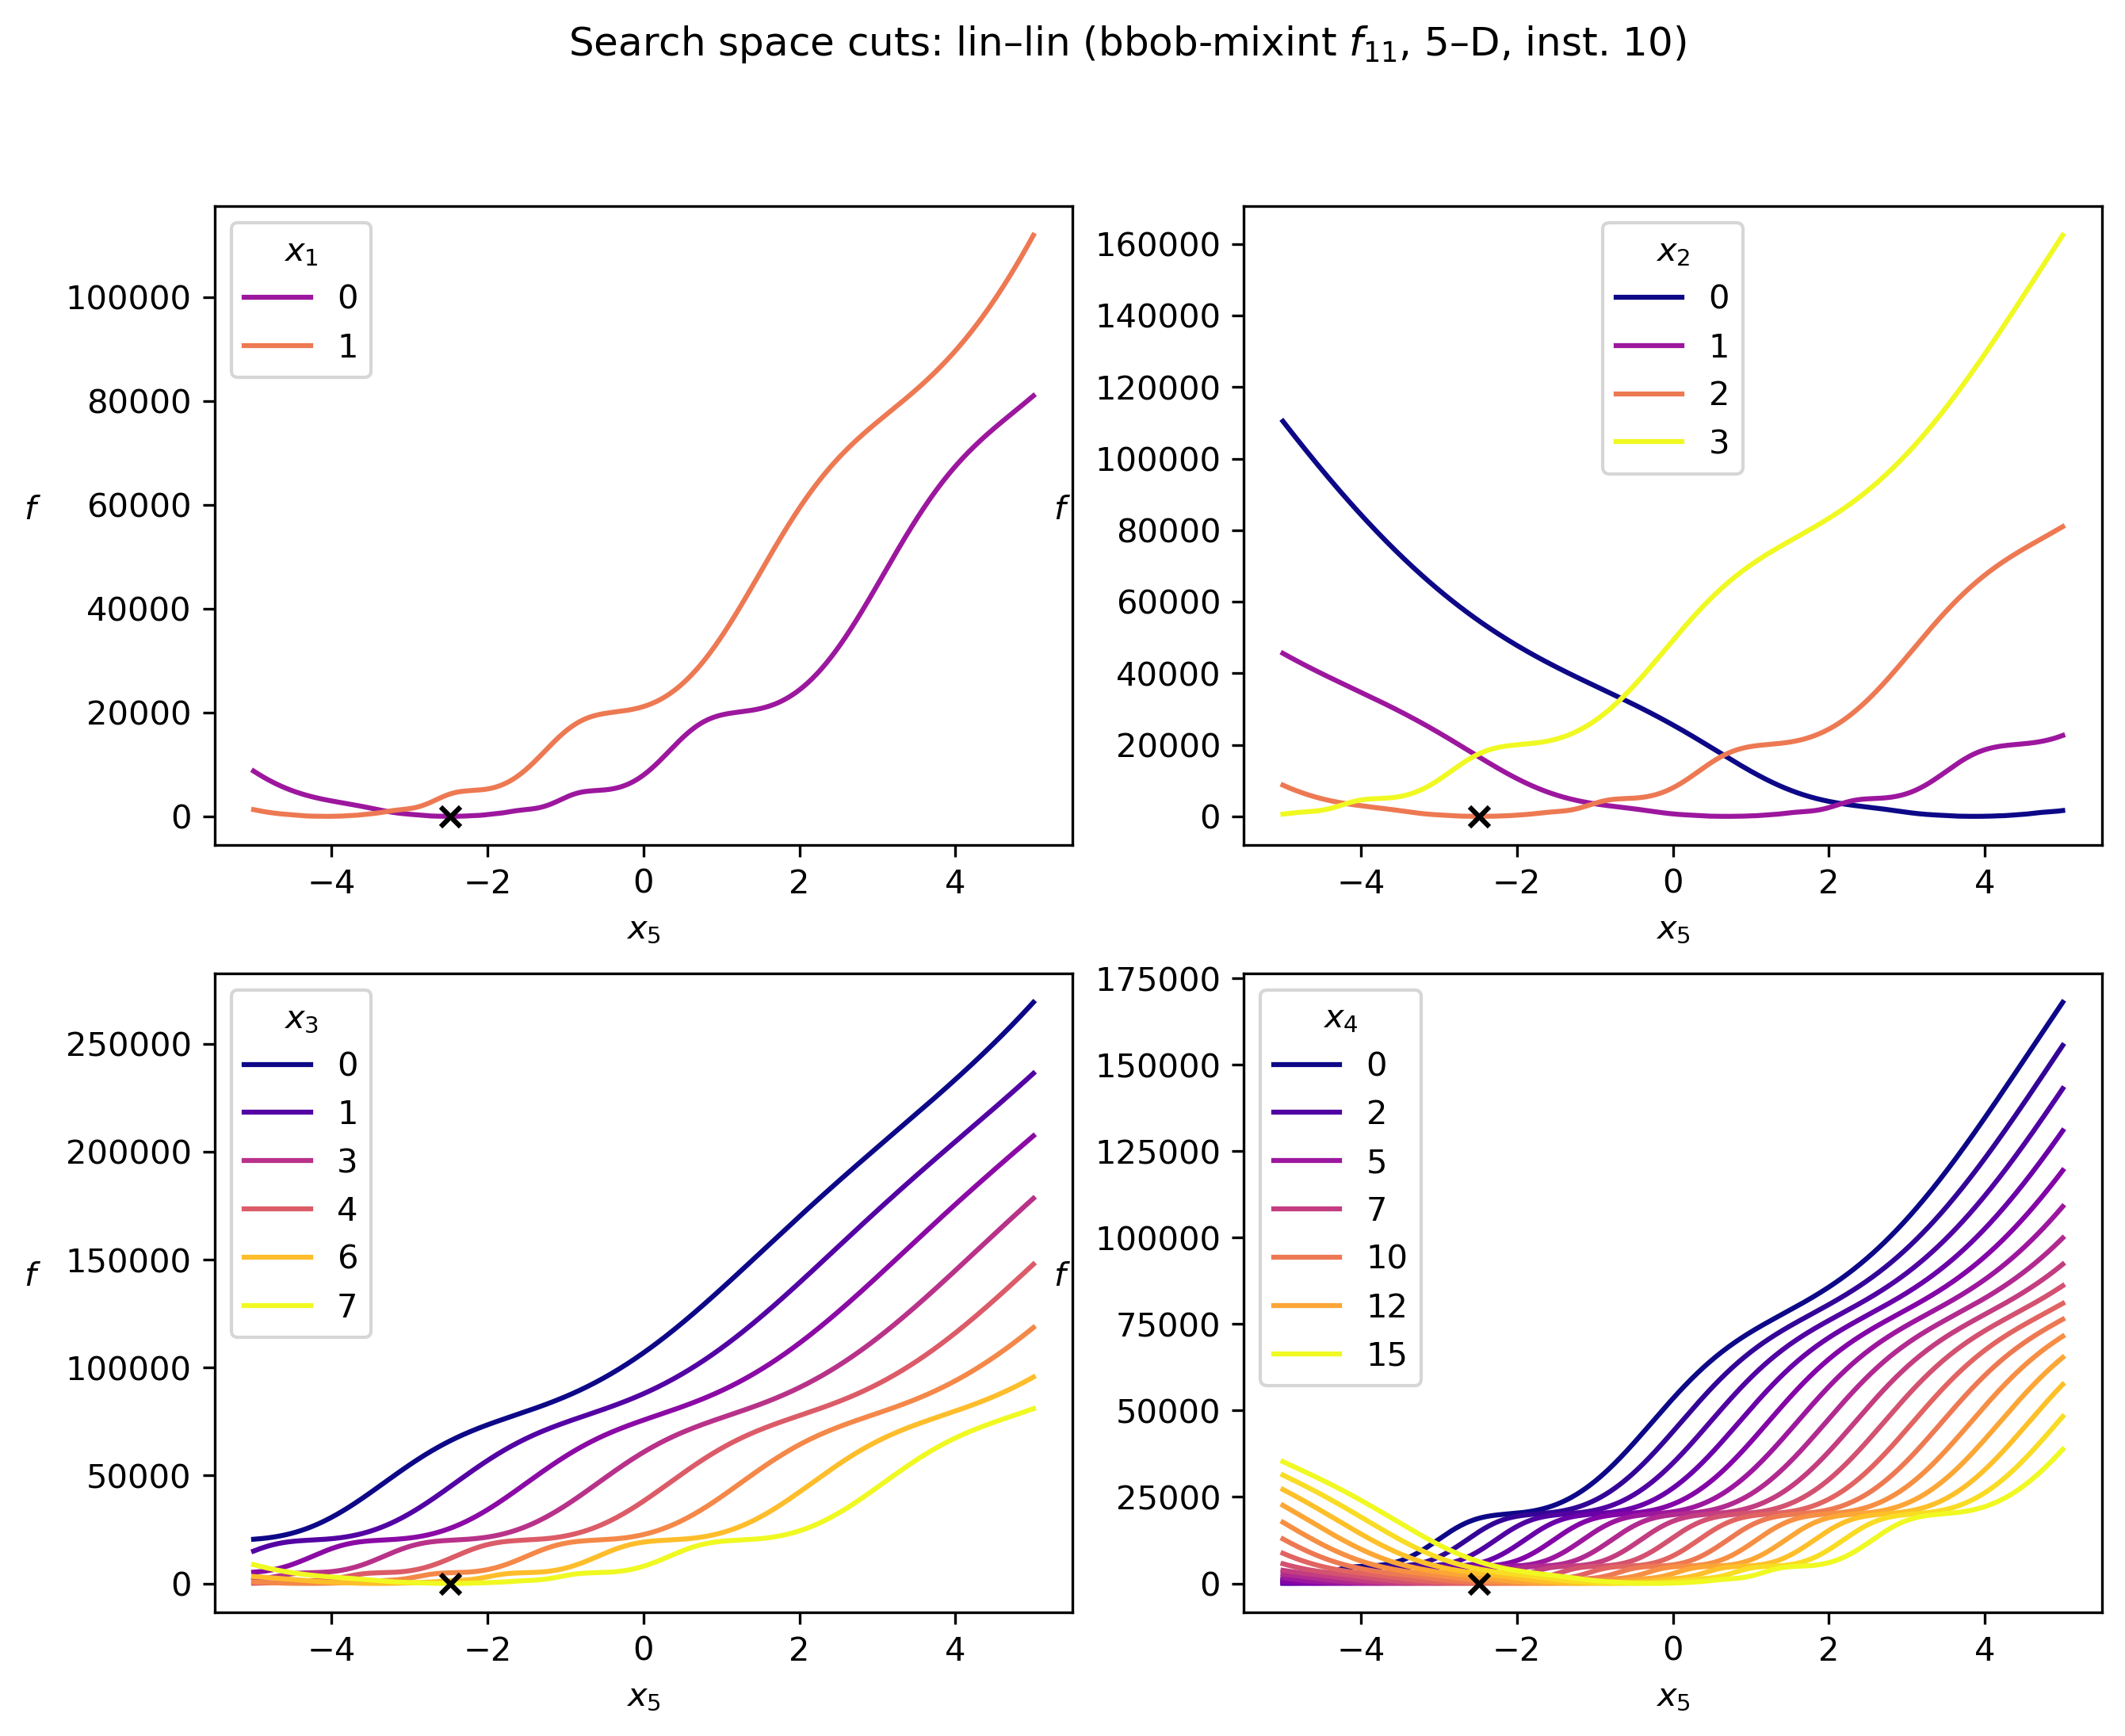 Search space cuts: lin–lin (bbob-mixint f11, 5–D, inst. 10)
x1
0
1
100000
80000
60000
40000
20000
0
f
−4 −2 0 2 4
x5
x2
0
1
2
3
160000
140000
120000
100000
80000
60000
40000
20000
0
f
−4 −2 0 2 4
x5
x3
0
1
3
4
6
7
250000
200000
150000
100000
50000
0
f
−4 −2 0 2 4
x5
x4
0
2
5
7
10
12
15
175000
150000
125000
100000
75000
50000
25000
0
f
−4 −2 0 2 4
x5